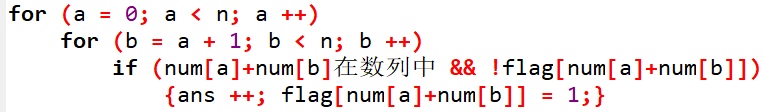 for (a = 0; a < n; a ++)
for (b = a + 1; b < n; b ++)
if (num[a]+num[b]在数列中 && !flag[num[a]+num[b]])
{ans ++; flag[num[a]+num[b]] = 1;}